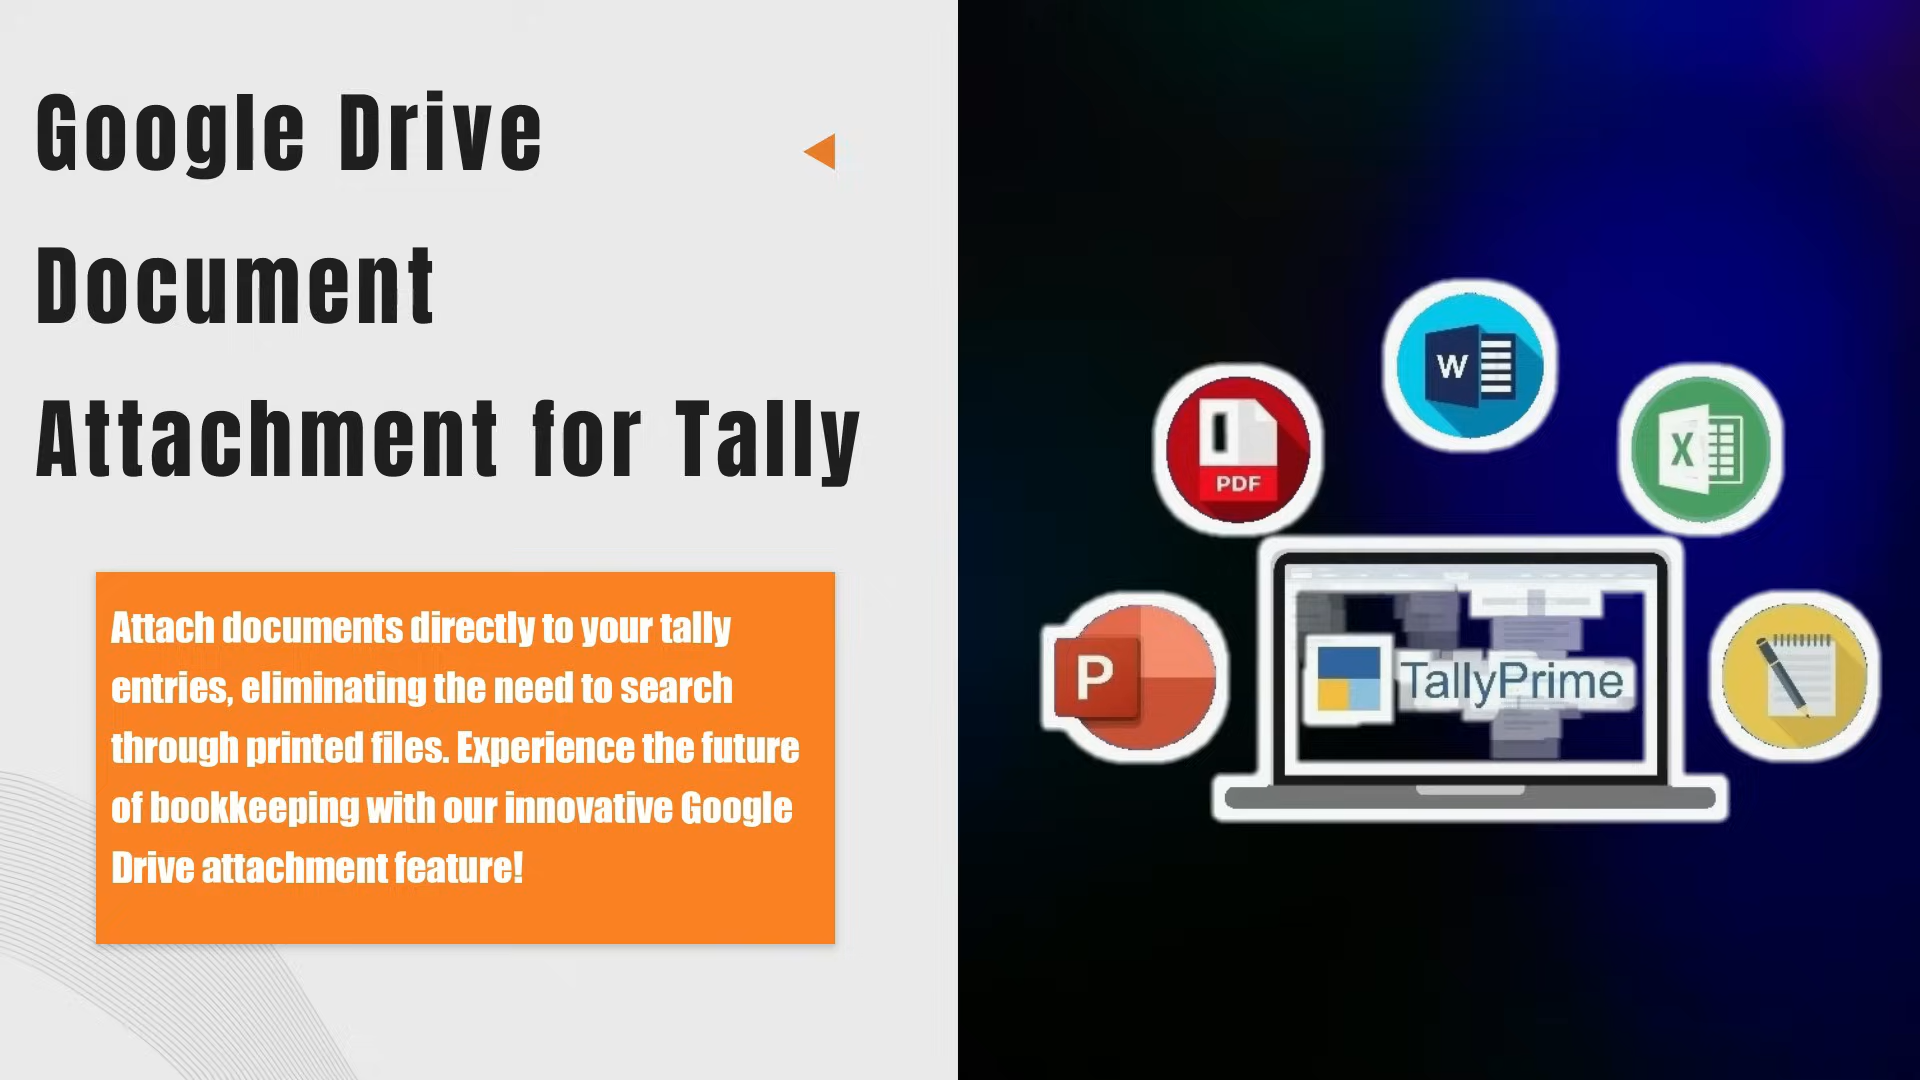 Google Drive
Document
Attachment for Tally
Attach documents directly to your tally
entries, eliminating the need to search
through printed files. Experience the future
of bookkeeping with our innovative Google
Drive attachment feature!
W
PDF
X
P
TallyPrime